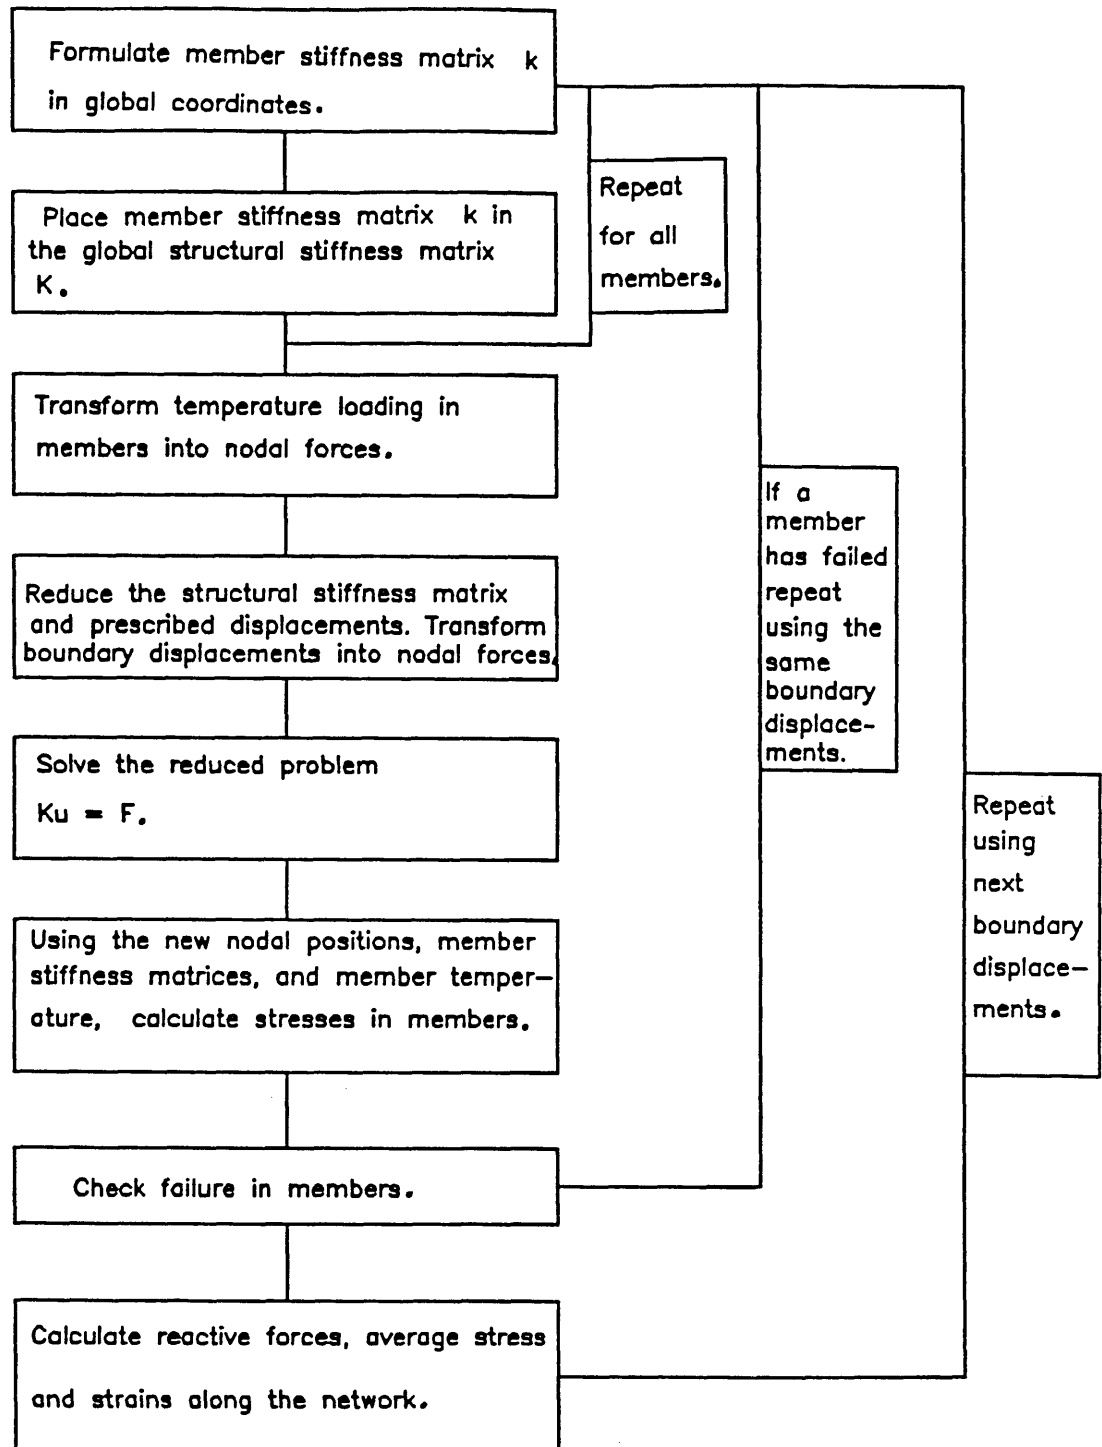 Formulate member stiffness matrix k
in global coordinates.
Place member stiffness matrix k in
the global structural stiffness matrix
K.
Repeat
for all
members.
Transform temperature loading in
members into nodal forces.
Reduce the structural stiffness matrix
and prescribed displacements. Transform
boundary displacements into nodal forces.
Solve the reduced problem
Ku = F.
Using the new nodal positions, member
stiffness matrices, and member temper-
ature, calculate stresses in members.
Check failure in members.
If a
member
has failed
repeat
using the
same
boundary
displace-
ments.
Calculate reactive forces, average stress
and strains along the network.
Repeat
using
next
boundary
displace-
ments.